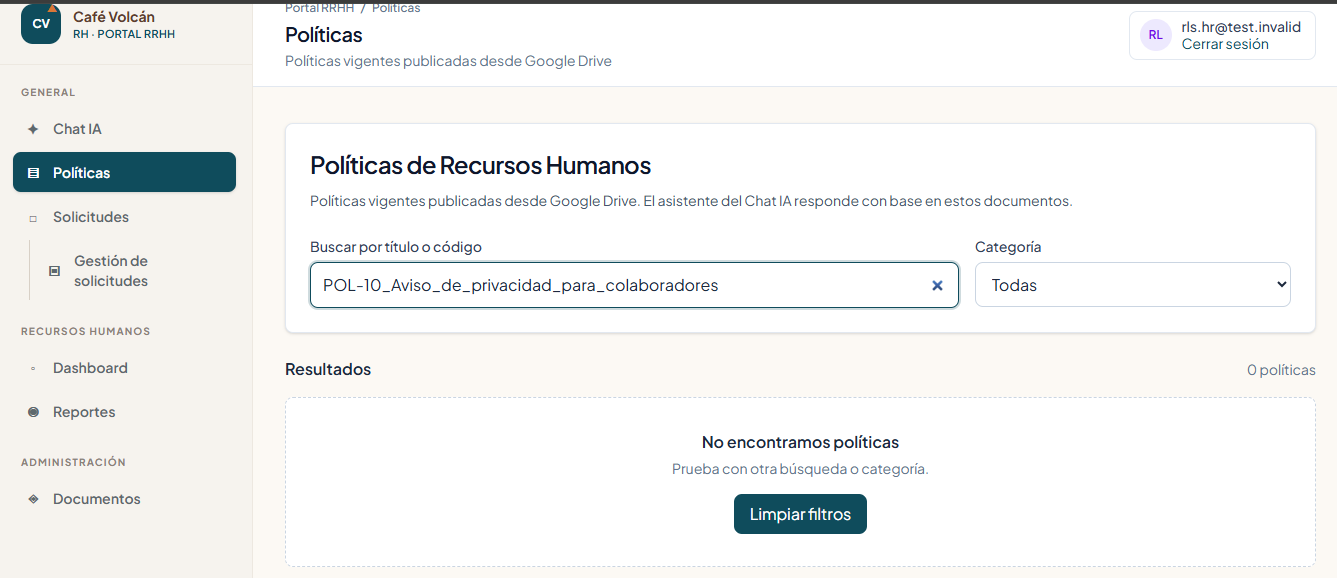 CV
Café Volcán
RH · PORTAL RRHH
GENERAL
Chat IA
Políticas
Solicitudes
Gestión de
solicitudes
RECURSOS HUMANOS
Dashboard
Reportes
ADMINISTRACIÓN
Documentos
Portal RRHH / Políticas
Políticas
Políticas vigentes publicadas desde Google Drive
RL
rls.hr@test.invalid
Cerrar sesión
Políticas de Recursos Humanos
Políticas vigentes publicadas desde Google Drive. El asistente del Chat IA responde con base en estos documentos.
Buscar por título o código
POL-10_Aviso_de_privacidad_para_colaboradores
Categoría
Todas
Resultados
0 políticas
No encontramos políticas
Prueba con otra búsqueda o categoría.
Limpiar filtros